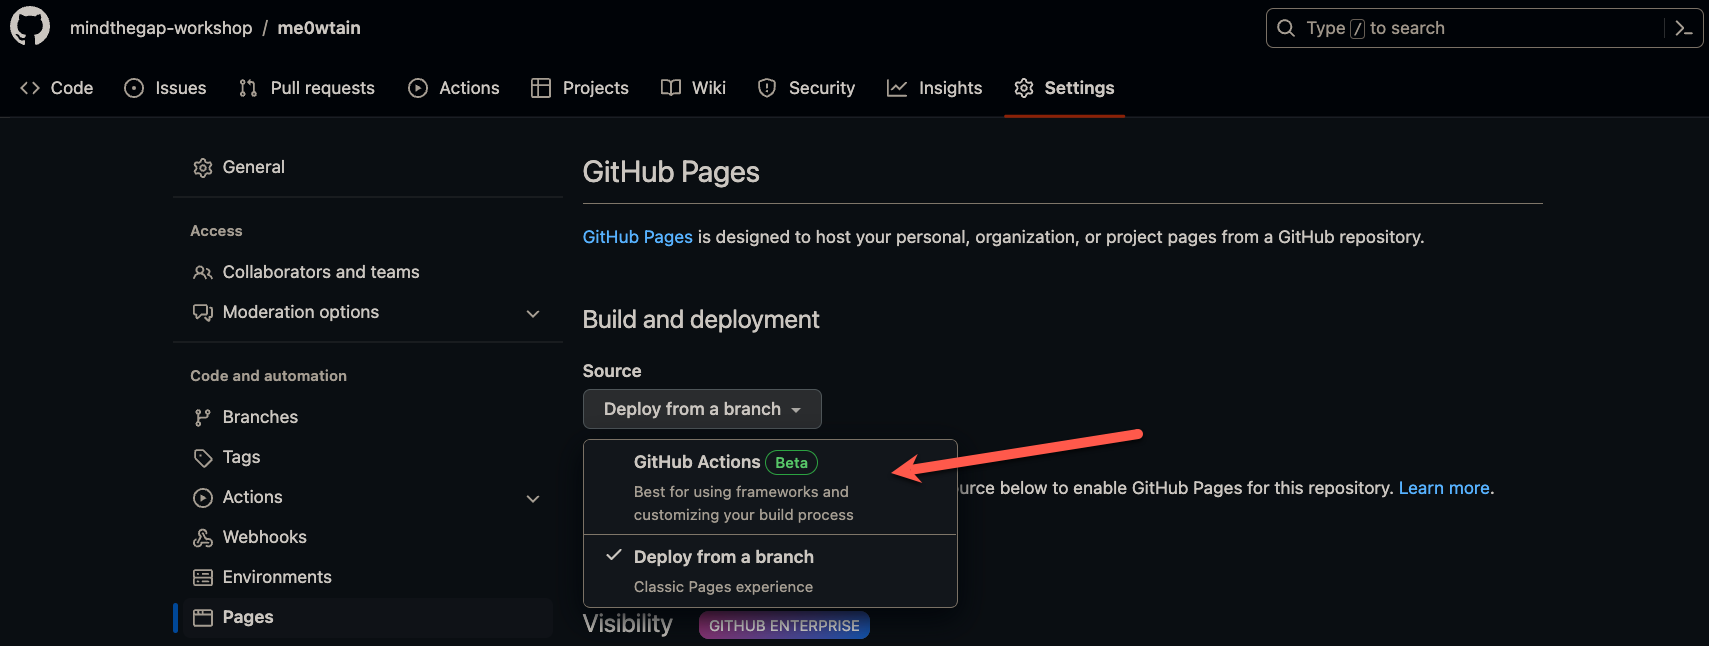 mindthegap-workshop / me0wtain
Type / to search
Code Issues Pull requests Actions Projects Wiki Security Insights Settings
General
Access
Collaborators and teams
Moderation options
Code and automation
Branches
Tags
Actions
Webhooks
Environments
Pages
GitHub Pages
GitHub Pages is designed to host your personal, organization, or project pages from a GitHub repository.
Build and deployment
Source
Deploy from a branch
GitHub Actions Beta
Best for using frameworks and
customizing your build process
below to enable GitHub Pages for this repository. Learn more.
Deploy from a branch
Classic Pages experience
Visibility GITHUB ENTERPRISE